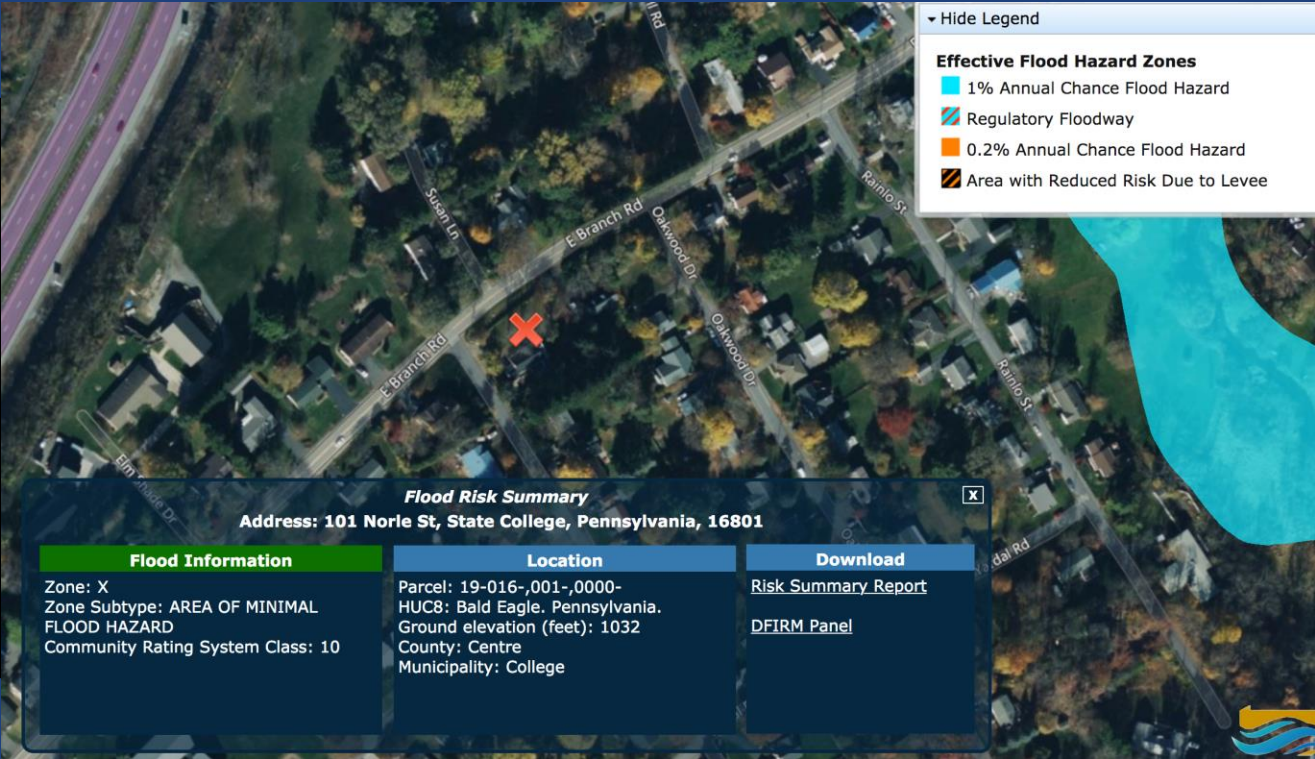 Hide Legend
Effective Flood Hazard Zones
1% Annual Chance Flood Hazard
Regulatory Floodway
0.2% Annual Chance Flood Hazard
Area with Reduced Risk Due to Levee
Rd
Susan Ln
E Branch Rd
Oakwood Dr
Rainlo St
E Branch Rd
Oakwood Dr
Rainlo St
Flood Risk Summary
X
Address: 101 Norle St, State College, Pennsylvania, 16801
Flood Information
Zone: X
Zone Subtype: AREA OF MINIMAL
FLOOD HAZARD
Community Rating System Class: 10
Location
Parcel: 19-016-,001-,0000-
HUC8: Bald Eagle. Pennsylvania.
Ground elevation (feet): 1032
County: Centre
Municipality: College
Download
Risk Summary Report
DFIRM Panel
Rd